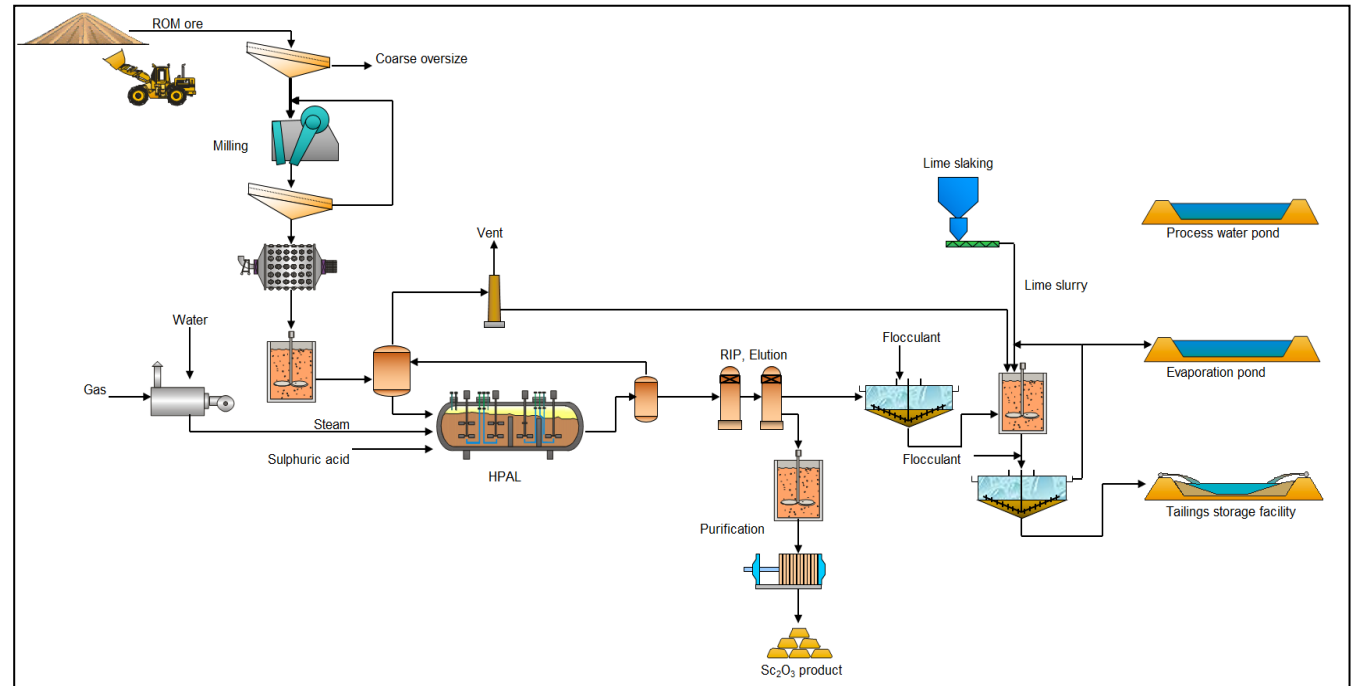 ROM ore
Coarse oversize
Milling
Lime slaking
Process water pond
Vent
Lime slurry
Water
Flocculant
RIP, Elution
Evaporation pond
Gas
Steam
Sulphuric acid
HPAL
Flocculant
Tailings storage facility
Purification
Sc₂O₃ product